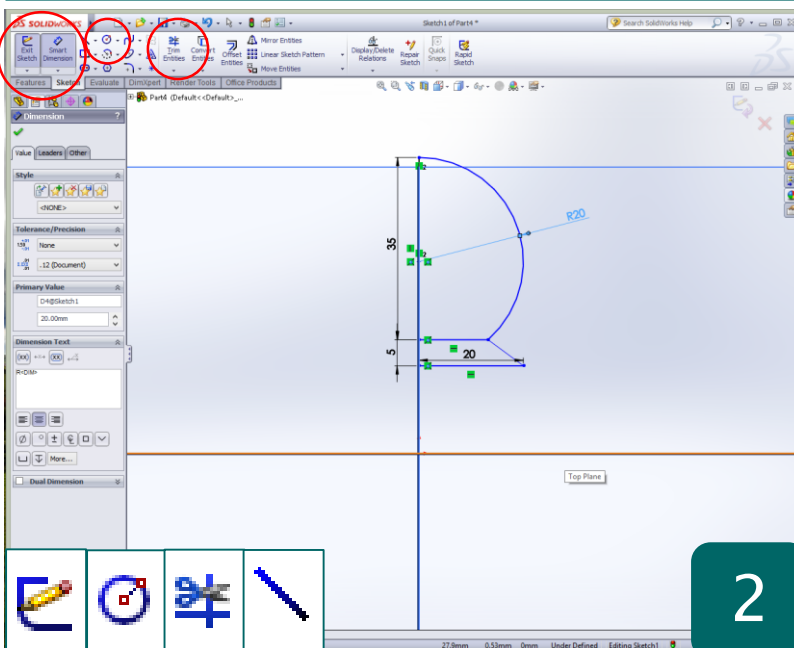 DS SOLIDWORKS
Sketch1 of Part4 *
Search SolidWorks Help
Exit Sketch
Smart Dimension
Trim Entities
Convert Entities
Offset Entities
Mirror Entities
Linear Sketch Pattern
Move Entities
Display/Delete Relations
Repair Sketch
Quick Snaps
Rapid Sketch
Features Sketch Evaluate DimXpert Render Tools Office Products
Part4 (Default<<Default>_...
Dimension ?
Value Leaders Other
Style
<NONE>
Tolerance/Precision
None
.12 (Document)
Primary Value
D4@Sketch1
20.00mm
Dimension Text
R<DIM>
More...
Dual Dimension
R20
35
5
20
Top Plane
2
27.9mm 0.53mm 0mm Under Defined Editing Sketch1